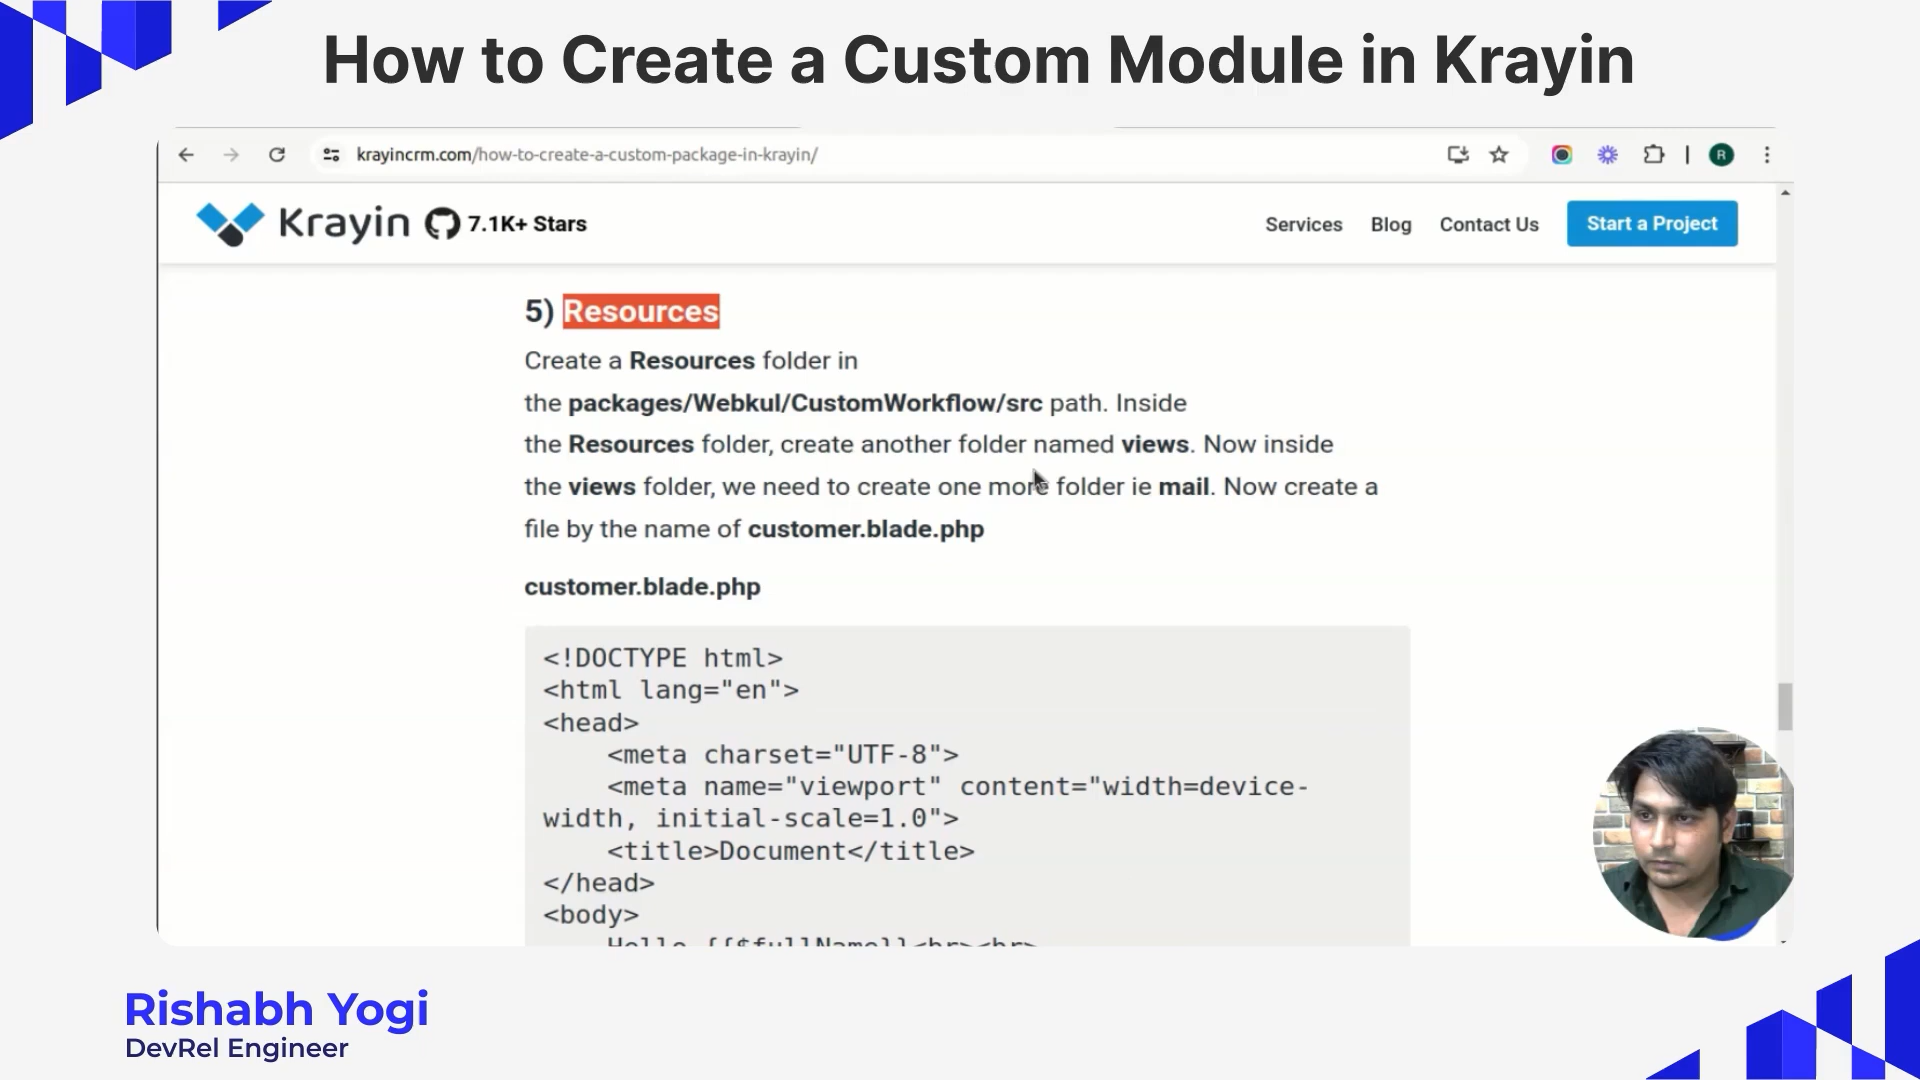 How to Create a Custom Module in Krayin
krayincrm.com/how-to-create-a-custom-package-in-krayin/
R
Krayin 7.1K+ Stars
Services Blog Contact Us Start a Project
5) Resources
Create a Resources folder in
the packages/Webkul/CustomWorkflow/src path. Inside
the Resources folder, create another folder named views. Now inside
the views folder, we need to create one more folder ie mail. Now create a
file by the name of customer.blade.php
customer.blade.php
<!DOCTYPE html>
<html lang="en">
<head>
<meta charset="UTF-8">
<meta name="viewport" content="width=device-
width, initial-scale=1.0">
<title>Document</title>
</head>
<body>
Hello {{$fullName}}<br><br>
Rishabh Yogi
DevRel Engineer